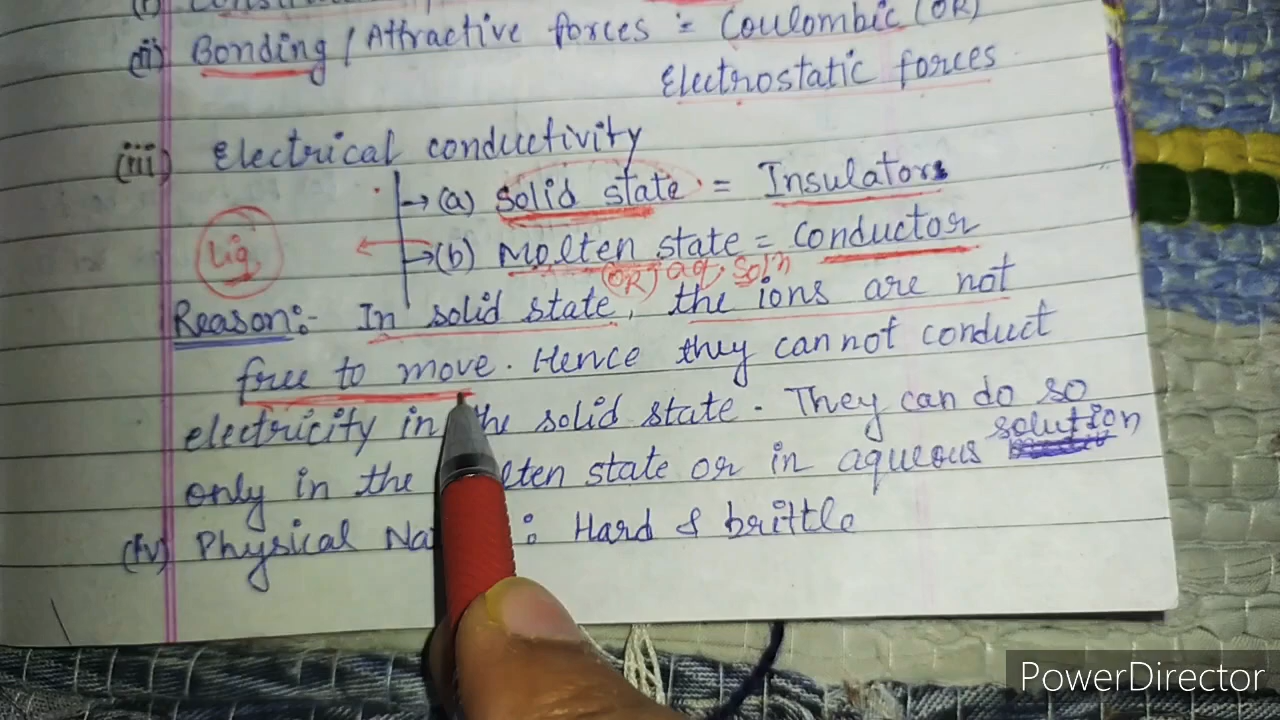 (ii) Bonding / Attractive forces = Coulombic (OR)
Electrostatic forces
(iii) Electrical conductivity
→ (a) Solid state = Insulators
Liq.
→ (b) Molten state = conductor
(OR) aq. soln
Reason:- In solid state, the ions are not
free to move. Hence they cannot conduct
electricity in the solid state. They can do so
only in the lten state or in aqueous solution
(iv) Physical Na : Hard & brittle
PowerDirector